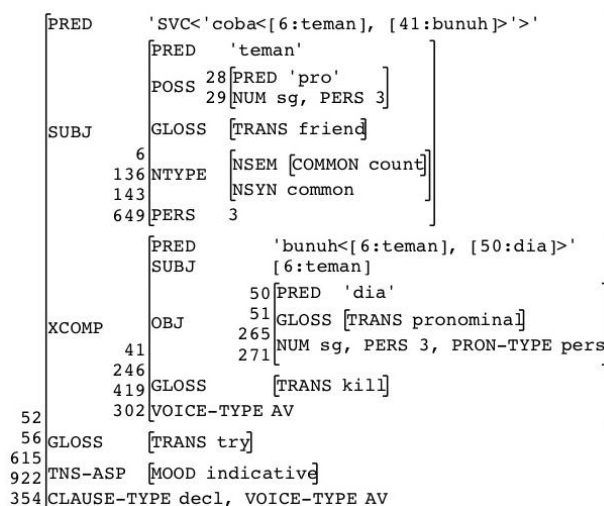 PRED 'SVC<'coba<[6:teman], [41:bunuh]>'>'
PRED 'teman'
POSS 28 PRED 'pro'
29 NUM sg, PERS 3
SUBJ GLOSS [TRANS friend]
6
136 NTYPE NSEM [COMMON count]
143 NSYN common
649 PERS 3
PRED 'bunuh<[6:teman], [50:dia]>'
SUBJ [6:teman]
50 PRED 'dia'
XCOMP OBJ 51 GLOSS [TRANS pronominal]
265
41 271 NUM sg, PERS 3, PRON-TYPE pers
246
419 GLOSS [TRANS kill]
302 VOICE-TYPE AV
52
56 GLOSS [TRANS try]
615
922 TNS-ASP [MOOD indicative]
354 CLAUSE-TYPE decl, VOICE-TYPE AV